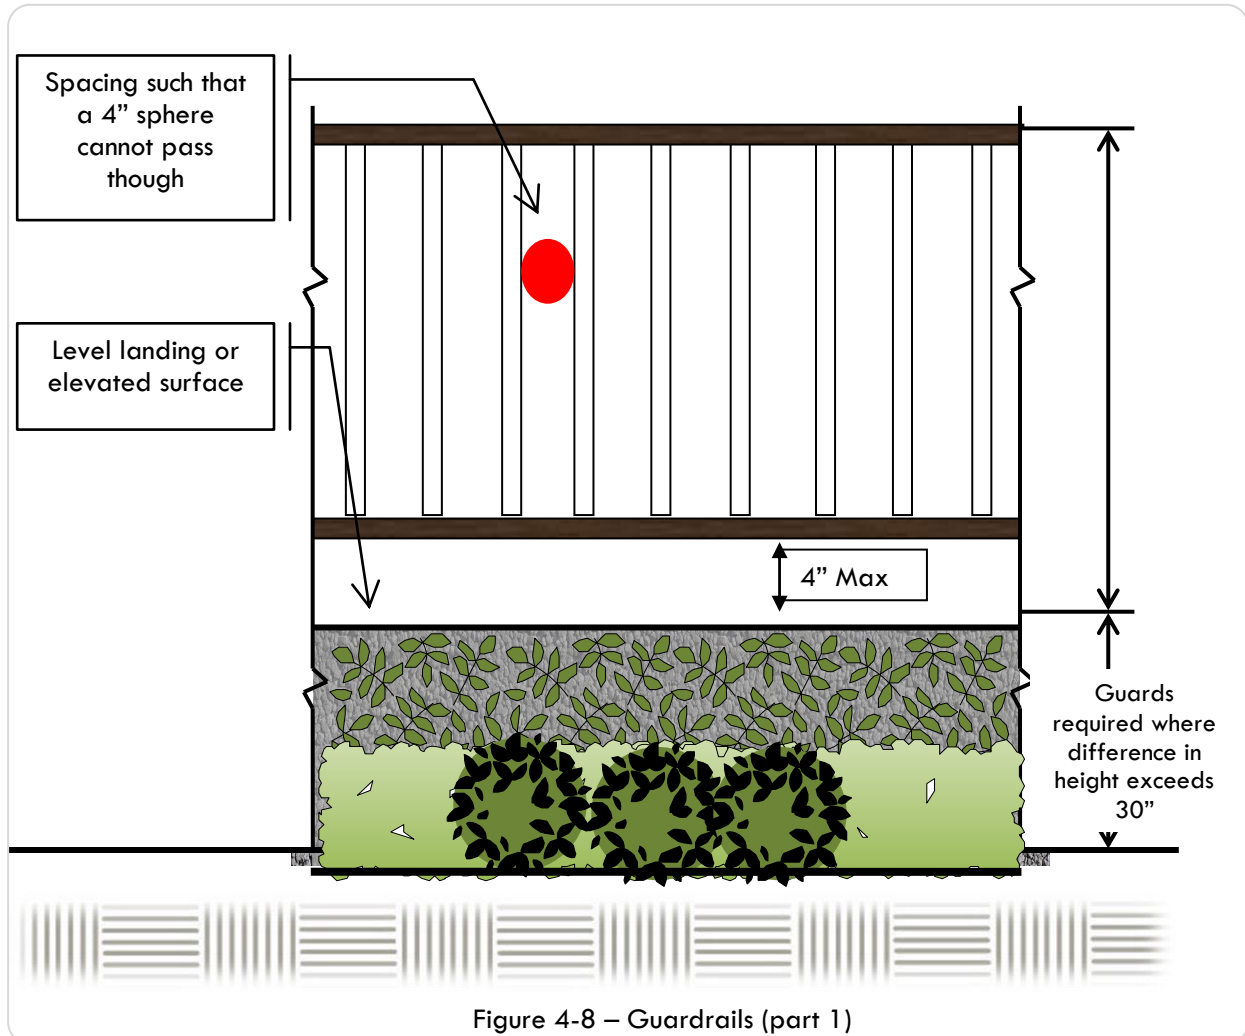 Spacing such that
a 4” sphere
cannot pass
though
Level landing or
elevated surface
4” Max
Guards
required where
difference in
height exceeds
30”
Figure 4-8 – Guardrails (part 1)